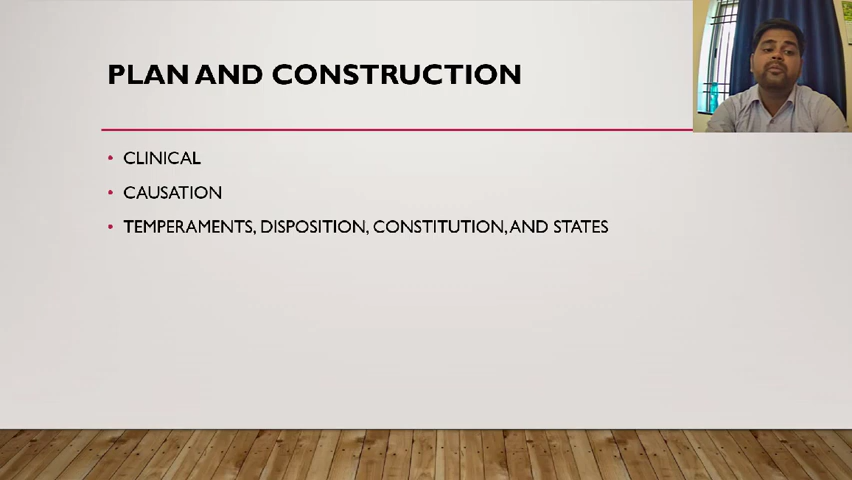 PLAN AND CONSTRUCTION
• CLINICAL
• CAUSATION
• TEMPERAMENTS, DISPOSITION, CONSTITUTION, AND STATES